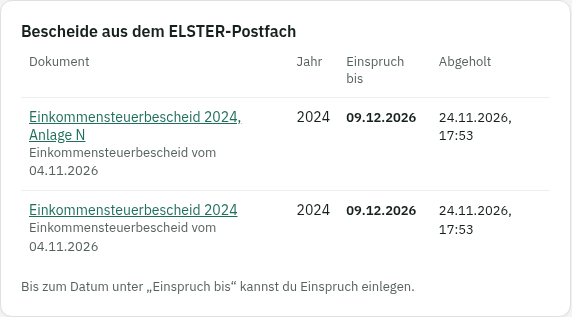 Bescheide aus dem ELSTER-Postfach
Dokument Jahr Einspruch bis Abgeholt
Einkommensteuerbescheid 2024, 2024 09.12.2026 24.11.2026,
Anlage N 17:53
Einkommensteuerbescheid vom
04.11.2026
Einkommensteuerbescheid 2024 2024 09.12.2026 24.11.2026,
Einkommensteuerbescheid vom 17:53
04.11.2026
Bis zum Datum unter „Einspruch bis“ kannst du Einspruch einlegen.